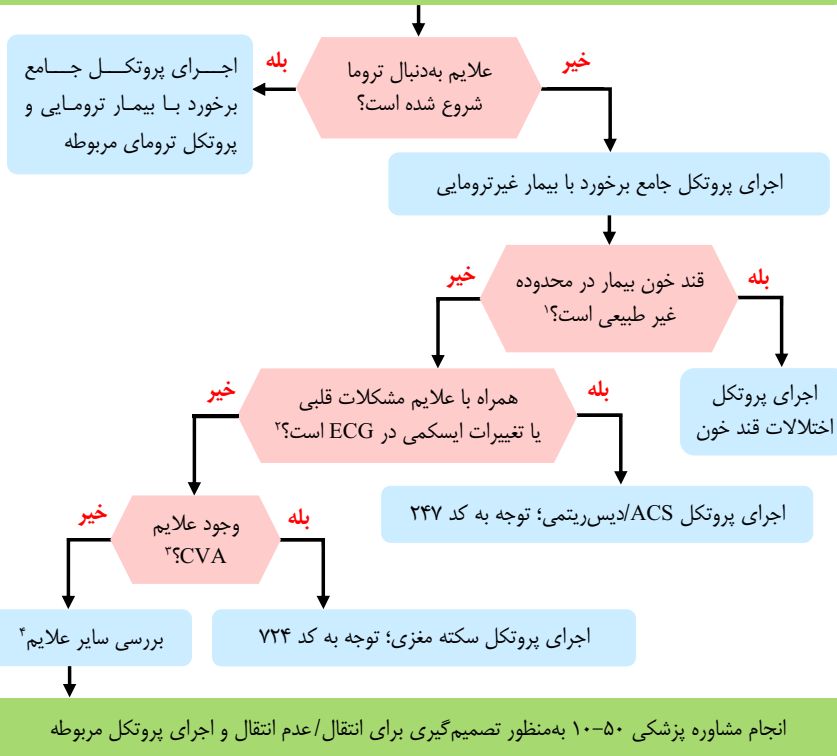 علایم به‌دنبال تروما
شروع شده است؟
بله
خیر
اجرای پروتکل جامع
برخورد با بیمار ترومایی و
پروتکل ترومای مربوطه
اجرای پروتکل جامع برخورد با بیمار غیرترومایی
قند خون بیمار در محدوده
غیر طبیعی است؟۱
بله
خیر
اجرای پروتکل
اختلالات قند خون
همراه با علایم مشکلات قلبی
یا تغییرات ایسکمی در ECG است؟۲
بله
خیر
اجرای پروتکل ACS/دیس‌ریتمی؛ توجه به کد ۲۴۷
وجود علایم
CVA؟۳
بله
خیر
اجرای پروتکل سکته مغزی؛ توجه به کد ۷۲۴
بررسی سایر علایم۴
انجام مشاوره پزشکی ۵۰-۱۰ به‌منظور تصمیم‌گیری برای انتقال/عدم انتقال و اجرای پروتکل مربوطه